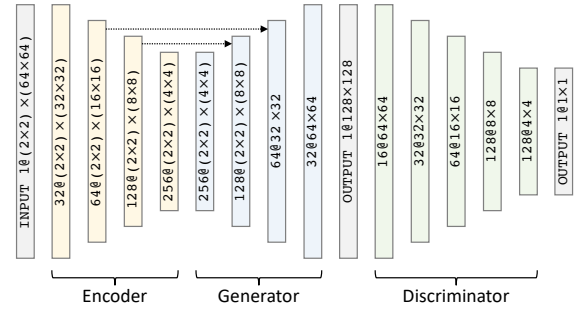 INPUT 1@(2×2)×(64×64)
32@(2×2)×(32×32)
64@(2×2)×(16×16)
128@(2×2)×(8×8)
256@(2×2)×(4×4)
256@(2×2)×(4×4)
128@(2×2)×(8×8)
64@32×32
32@64×64
OUTPUT 1@128×128
16@64×64
32@32×32
64@16×16
128@8×8
128@4×4
OUTPUT 1@1×1
Encoder
Generator
Discriminator